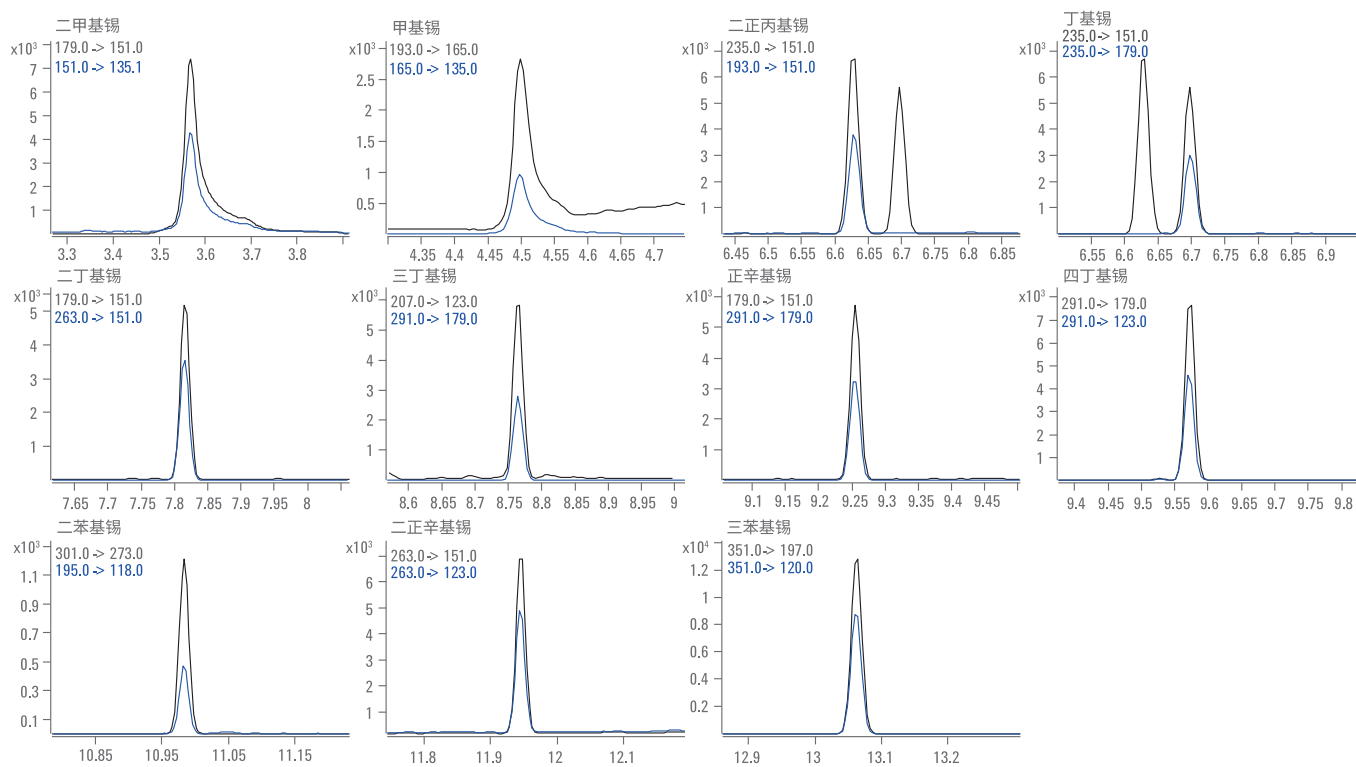 二甲基锡
x10³
179.0-> 151.0
151.0-> 135.1
7
6
5
4
3
2
1
3.3 3.4 3.5 3.6 3.7 3.8
甲基锡
x10³
193.0-> 165.0
165.0-> 135.0
2.5
2
1.5
1
0.5
4.35 4.4 4.45 4.5 4.55 4.6 4.65 4.7
二正丙基锡
x10³
235.0-> 151.0
193.0-> 151.0
7
6
5
4
3
2
1
6.45 6.5 6.55 6.6 6.65 6.7 6.75 6.8 6.85
丁基锡
x10³
235.0-> 151.0
235.0-> 179.0
7
6
5
4
3
2
1
6.55 6.6 6.65 6.7 6.75 6.8 6.85 6.9
二丁基锡
x10³
179.0-> 151.0
263.0-> 151.0
5
4
3
2
1
7.65 7.7 7.75 7.8 7.85 7.9 7.95 8
三丁基锡
x10³
207.0-> 123.0
291.0-> 179.0
5
4
3
2
1
8.6 8.65 8.7 8.75 8.8 8.85 8.9 8.95 9
正辛基锡
x10³
179.0-> 151.0
291.0-> 179.0
5
4
3
2
1
9.1 9.15 9.2 9.25 9.3 9.35 9.4 9.45
四丁基锡
x10³
291.0-> 179.0
291.0-> 123.0
7
6
5
4
3
2
1
9.4 9.45 9.5 9.55 9.6 9.65 9.7 9.75 9.8
二苯基锡
x10³
301.0-> 273.0
195.0-> 118.0
1.1
0.9
0.7
0.5
0.3
0.1
10.85 10.95 11.05 11.15
二正辛基锡
x10³
263.0-> 151.0
263.0-> 123.0
6
5
4
3
2
1
11.8 11.9 12 12.1
三苯基锡
x10⁴
351.0-> 197.0
351.0-> 120.0
1.2
1
0.8
0.6
0.4
0.2
12.9 13 13.1 13.2